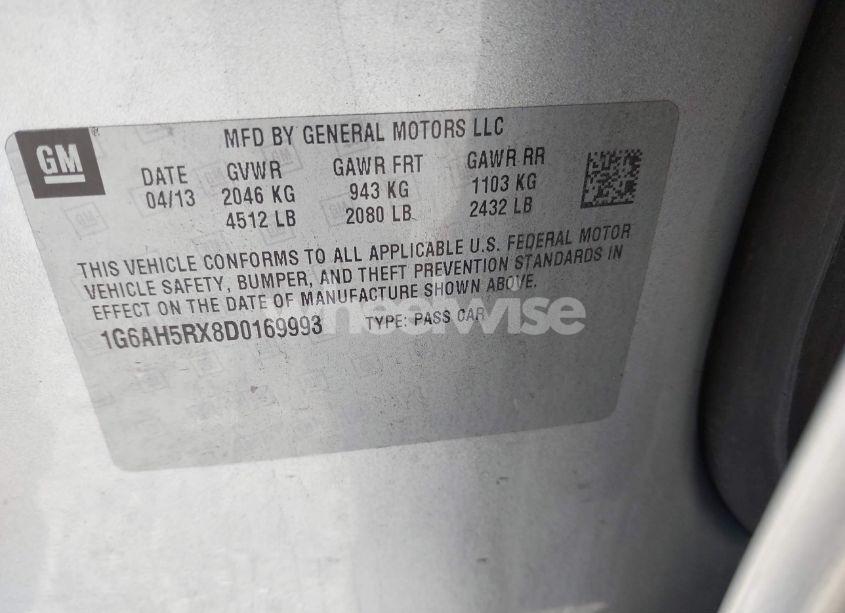 GM
MFD BY GENERAL MOTORS LLC
DATE GVWR GAWR FRT GAWR RR
04/13 2046 KG 943 KG 1103 KG
4512 LB 2080 LB 2432 LB
THIS VEHICLE CONFORMS TO ALL APPLICABLE U.S. FEDERAL MOTOR
VEHICLE SAFETY, BUMPER, AND THEFT PREVENTION STANDARDS IN
EFFECT ON THE DATE OF MANUFACTURE SHOWN ABOVE.
1G6AH5RX8D0169993 TYPE: PASS CAR
wheelwise